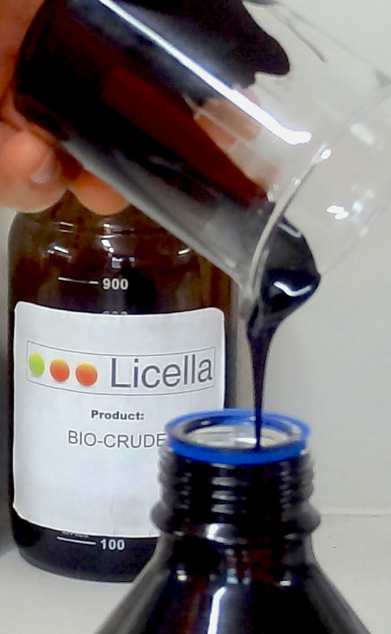 900
Licella
Product:
BIO-CRUDE
100